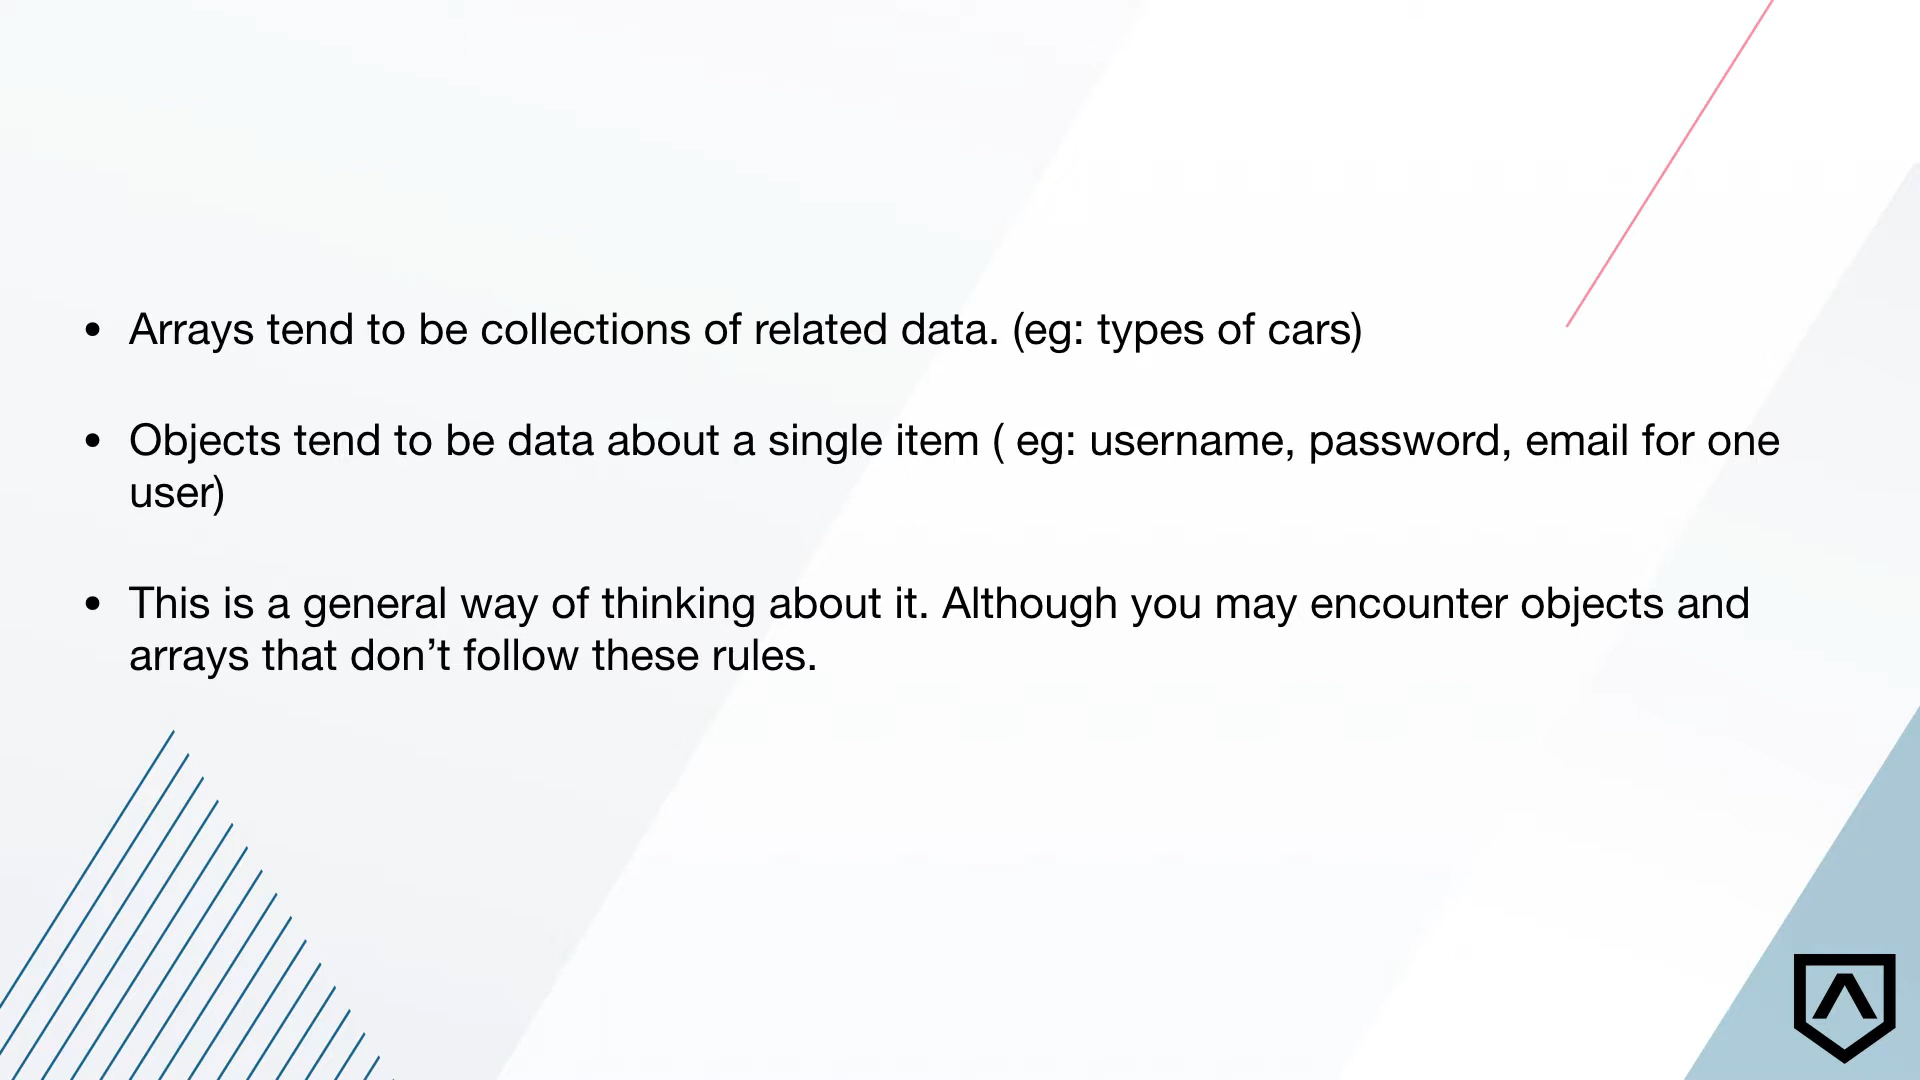 • Arrays tend to be collections of related data. (eg: types of cars)
• Objects tend to be data about a single item ( eg: username, password, email for one
user)
• This is a general way of thinking about it. Although you may encounter objects and
arrays that don’t follow these rules.